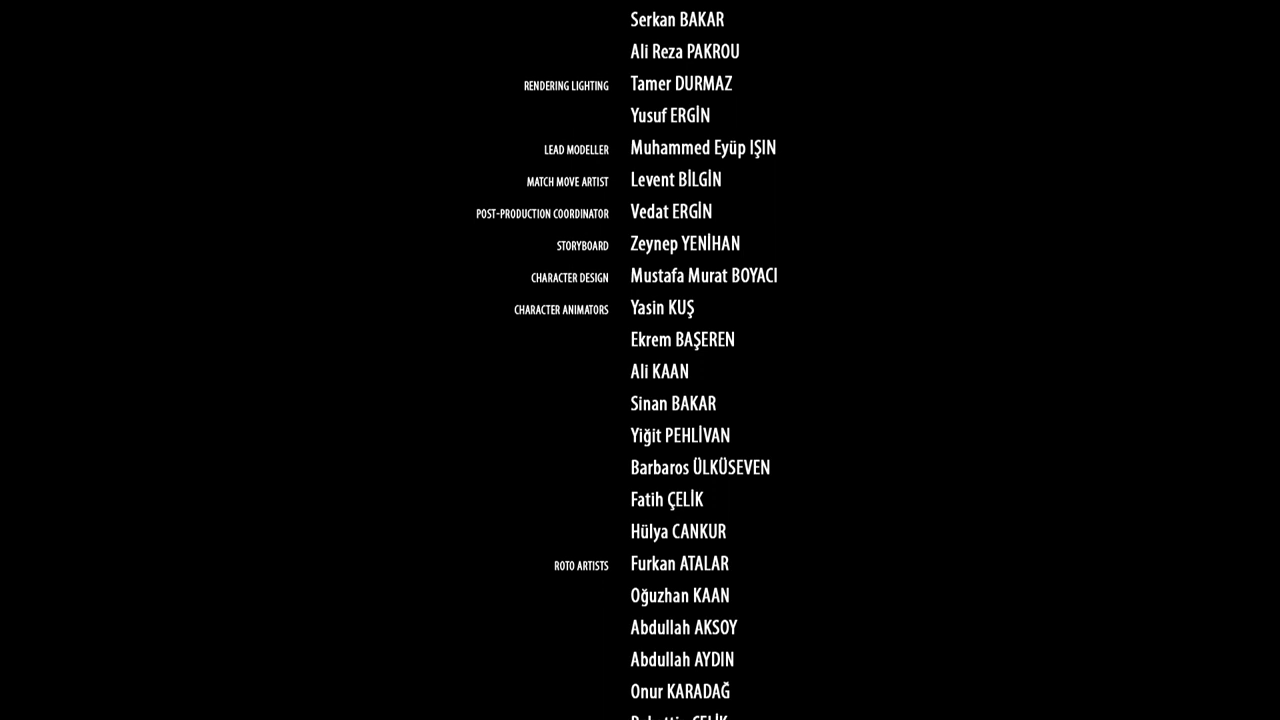 Serkan BAKAR
Ali Reza PAKROU
RENDERING LIGHTING Tamer DURMAZ
Yusuf ERGİN
LEAD MODELLER Muhammed Eyüp IŞIN
MATCH MOVE ARTIST Levent BİLGİN
POST-PRODUCTION COORDINATOR Vedat ERGİN
STORYBOARD Zeynep YENİHAN
CHARACTER DESIGN Mustafa Murat BOYACI
CHARACTER ANIMATORS Yasin KUŞ
Ekrem BAŞEREN
Ali KAAN
Sinan BAKAR
Yiğit PEHLİVAN
Barbaros ÜLKÜSEVEN
Fatih ÇELİK
Hülya CANKUR
ROTO ARTISTS Furkan ATALAR
Oğuzhan KAAN
Abdullah AKSOY
Abdullah AYDIN
Onur KARADAĞ
ÇELİK